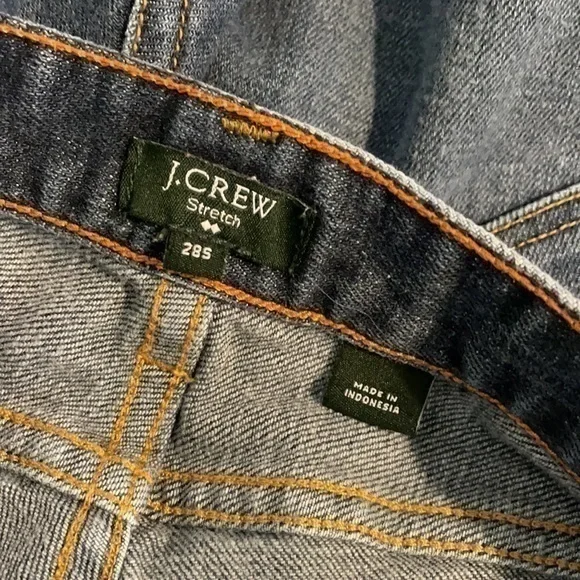 J.CREW
Stretch
28S
MADE IN
INDONESIA